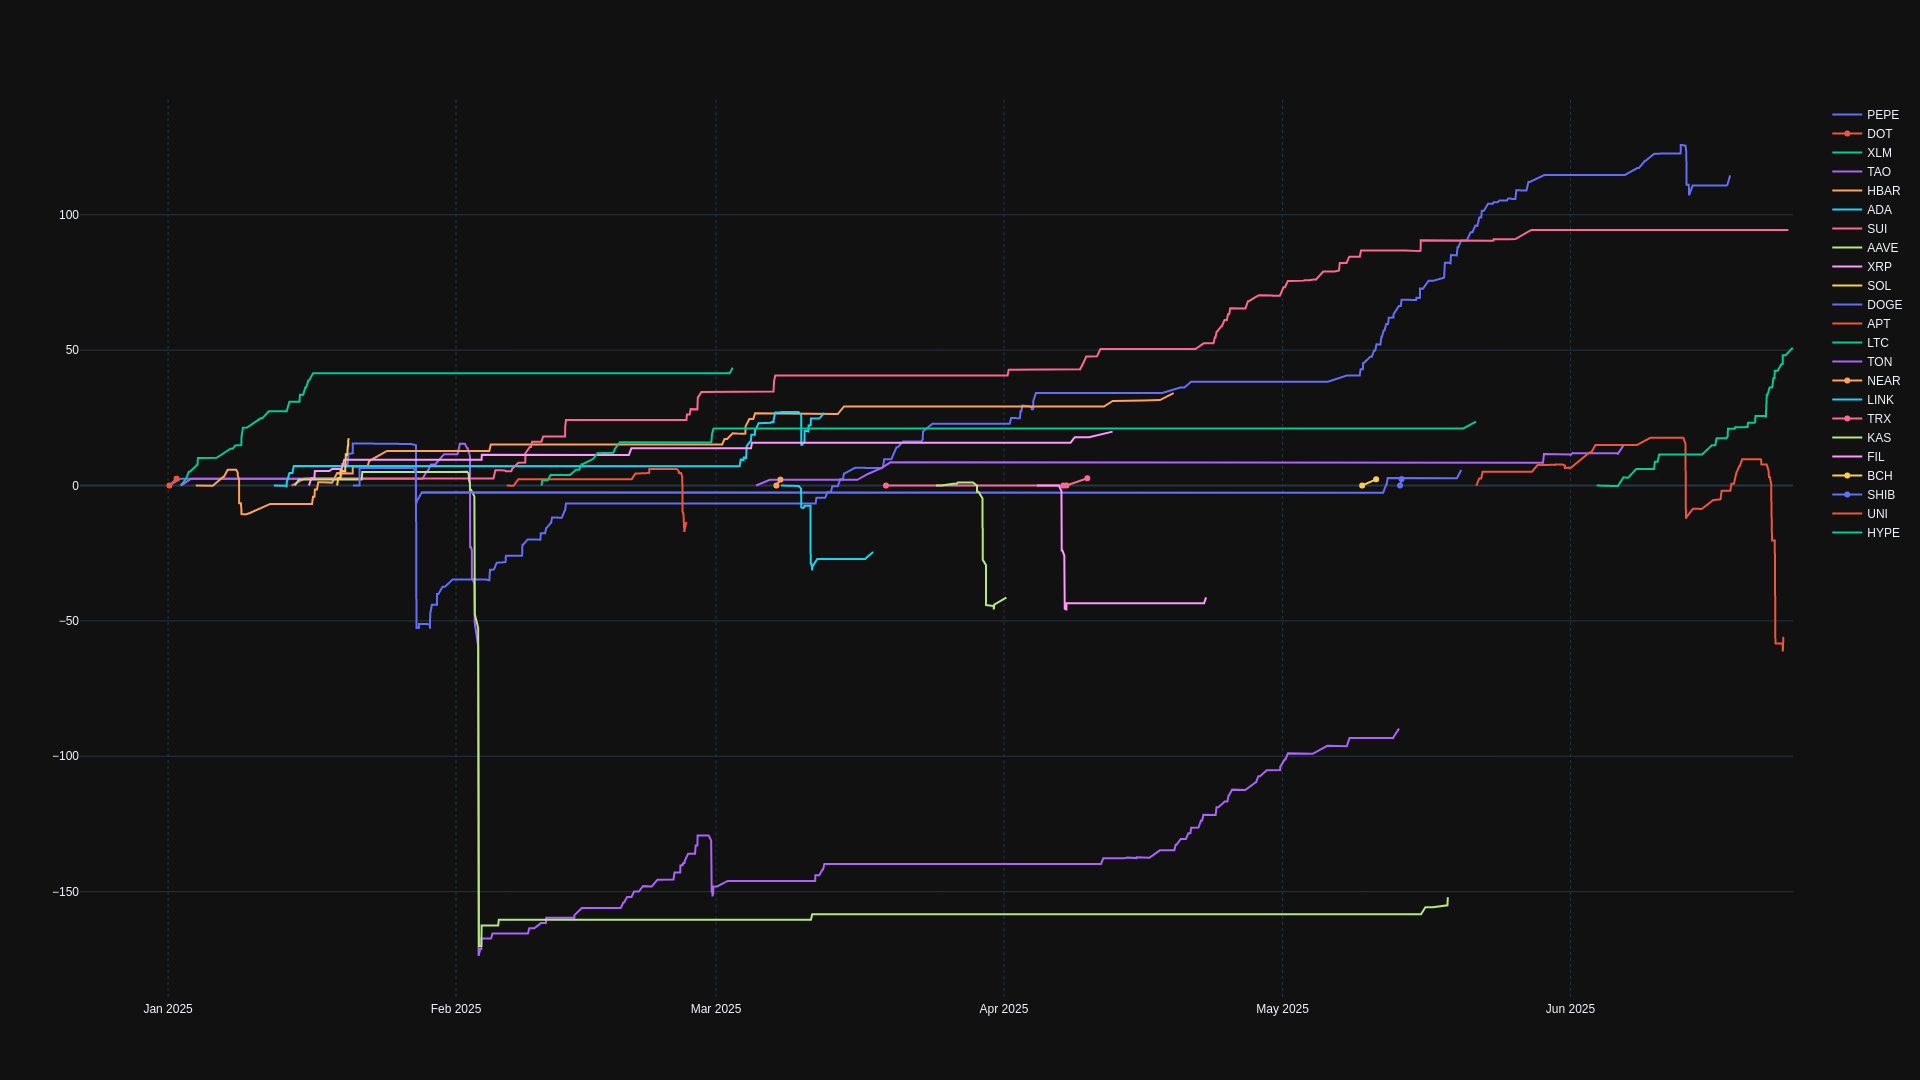 100
50
0
−50
−100
−150
Jan 2025
Feb 2025
Mar 2025
Apr 2025
May 2025
Jun 2025
PEPE
DOT
XLM
TAO
HBAR
ADA
SUI
AAVE
XRP
SOL
DOGE
APT
LTC
TON
NEAR
LINK
TRX
KAS
FIL
BCH
SHIB
UNI
HYPE